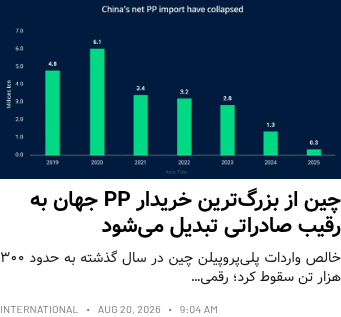 China's net PP import have collapsed
Millions ton
7.0
6.0
5.0
4.0
3.0
2.0
1.0
0.0
4.8
6.1
3.4
3.2
2.8
1.3
0.3
2019 2020 2021 2022 2023 2024 2025
Axis Title
چین از بزرگ‌ترین خریدار PP جهان به
رقیب صادراتی تبدیل می‌شود
خالص واردات پلی‌پروپیلن چین در سال گذشته به حدود ۳۰۰
هزار تن سقوط کرد؛ رقمی...
INTERNATIONAL • AUG 20, 2026 • 9:04 AM